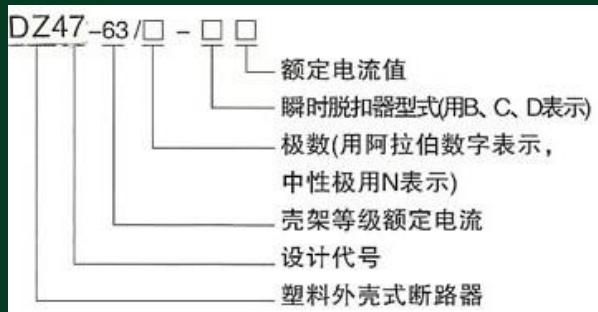 DZ47-63/□-□□
额定电流值
瞬时脱扣器型式(用B、C、D表示)
极数(用阿拉伯数字表示，
中性极用N表示)
壳架等级额定电流
设计代号
塑料外壳式断路器